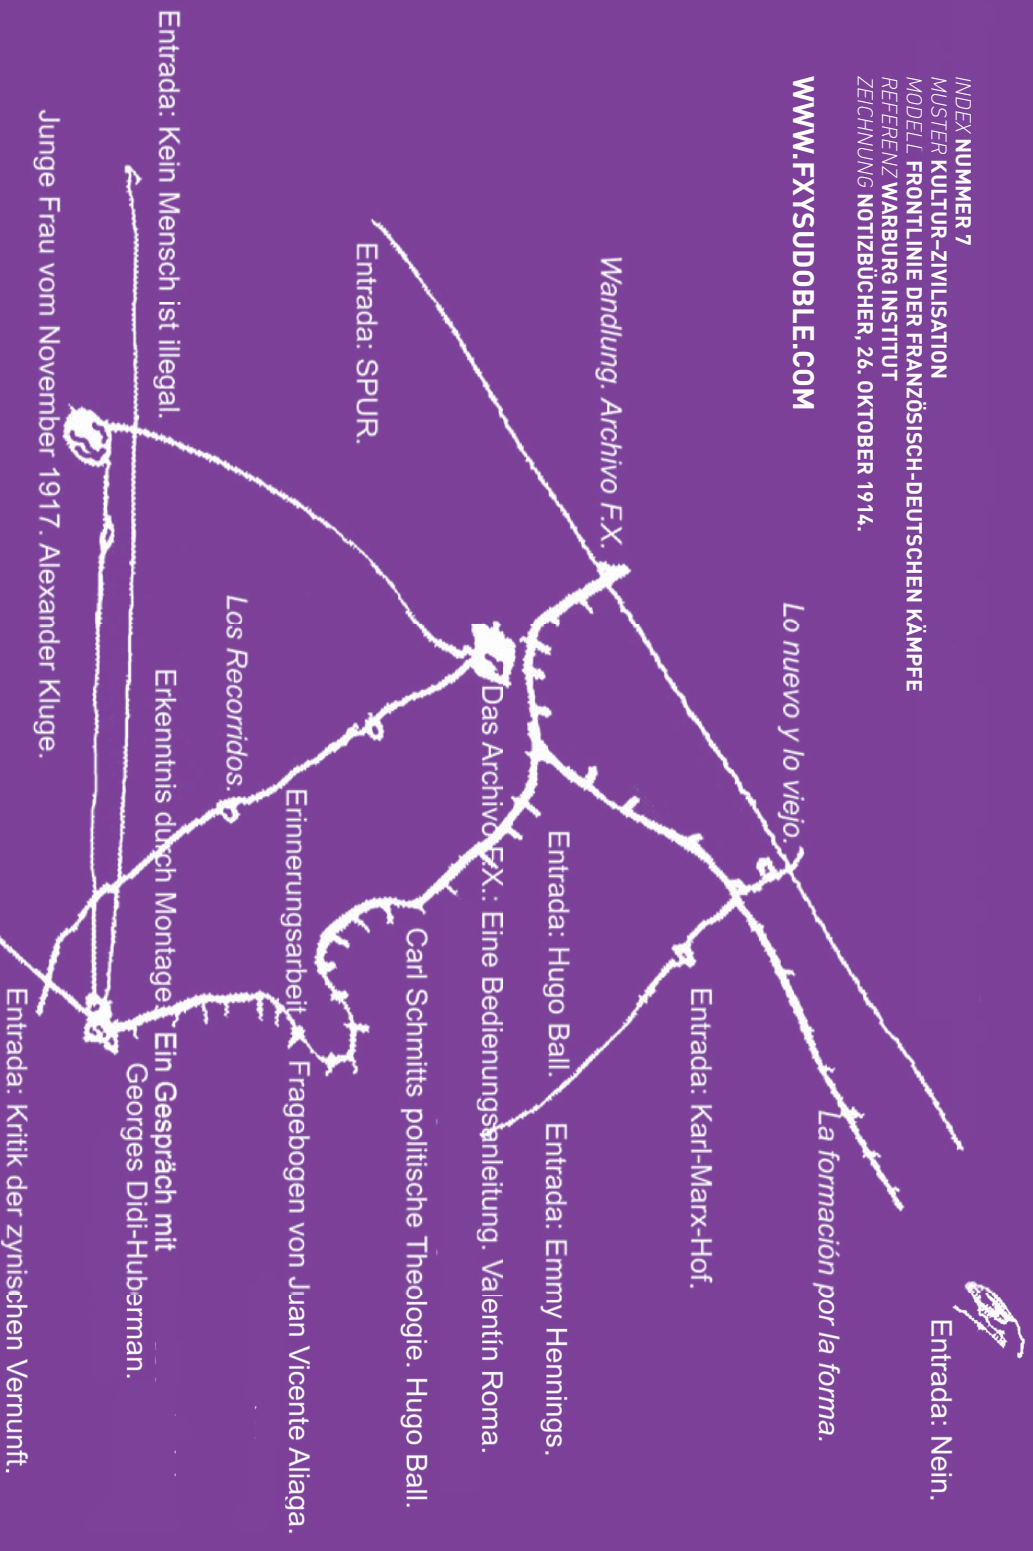 INDEX NUMMER 7
MUSTER KULTUR–ZIVILISATION
MODELL FRONTLINIE DER FRANZÖSISCH-DEUTSCHEN KÄMPFE
REFERENZ WARBURG INSTITUT
ZEICHNUNG NOTIZBÜCHER, 26. OKTOBER 1914.
WWW.FXYSUDOBLE.COM
Entrada: Nein.
Lo nuevo y lo viejo.
La formación por la forma.
Entrada: Karl-Marx-Hof.
Wandlung. Archivo F.X.
Entrada: Hugo Ball.
Entrada: Emmy Hennings.
Das Archivo F.X.: Eine Bedienungsanleitung. Valentín Roma.
Carl Schmitts politische Theologie. Hugo Ball.
Entrada: SPUR.
Erinnerungsarbeit. Fragebogen von Juan Vicente Aliaga.
Los Recorridos.
Entrada: Kein Mensch ist illegal.
Erkenntnis durch Montage. Ein Gespräch mit
Georges Didi-Huberman.
Junge Frau vom November 1917. Alexander Kluge.
Entrada: Kritik der zynischen Vernunft.